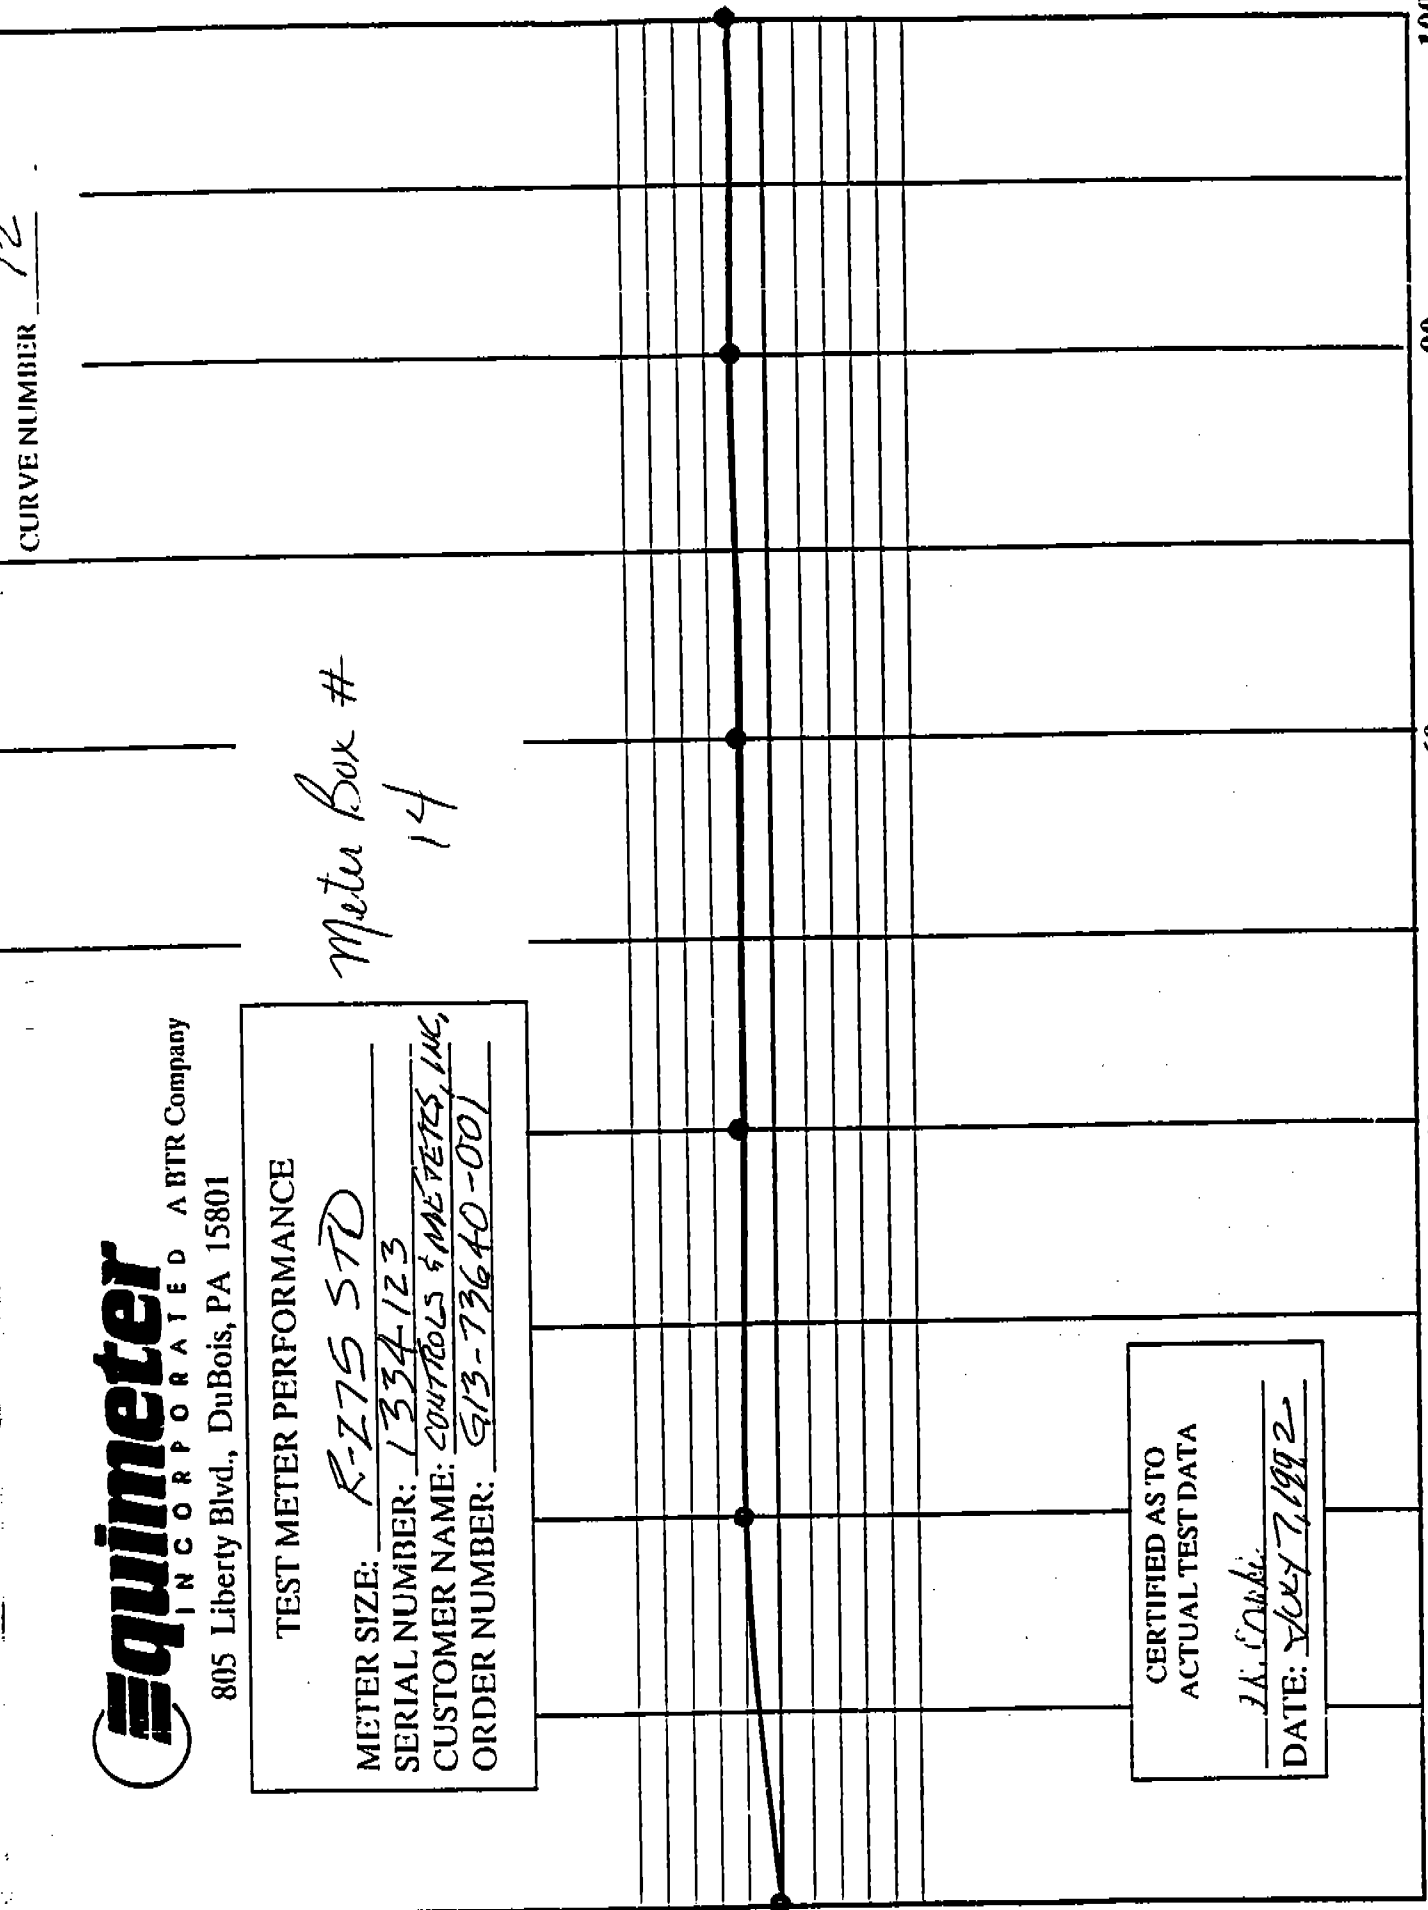 CURVE NUMBER 12
Equimeter
INCORPORATED A BTR Company
805 Liberty Blvd., DuBois, PA 15801
TEST METER PERFORMANCE
METER SIZE: R-275 STD
SERIAL NUMBER: 1334123
CUSTOMER NAME: CONTROLS & METERS, INC,
ORDER NUMBER: G13-73640-001
Meter Box #
14
CERTIFIED AS TO
ACTUAL TEST DATA
DATE: JULY 7, 1992
100